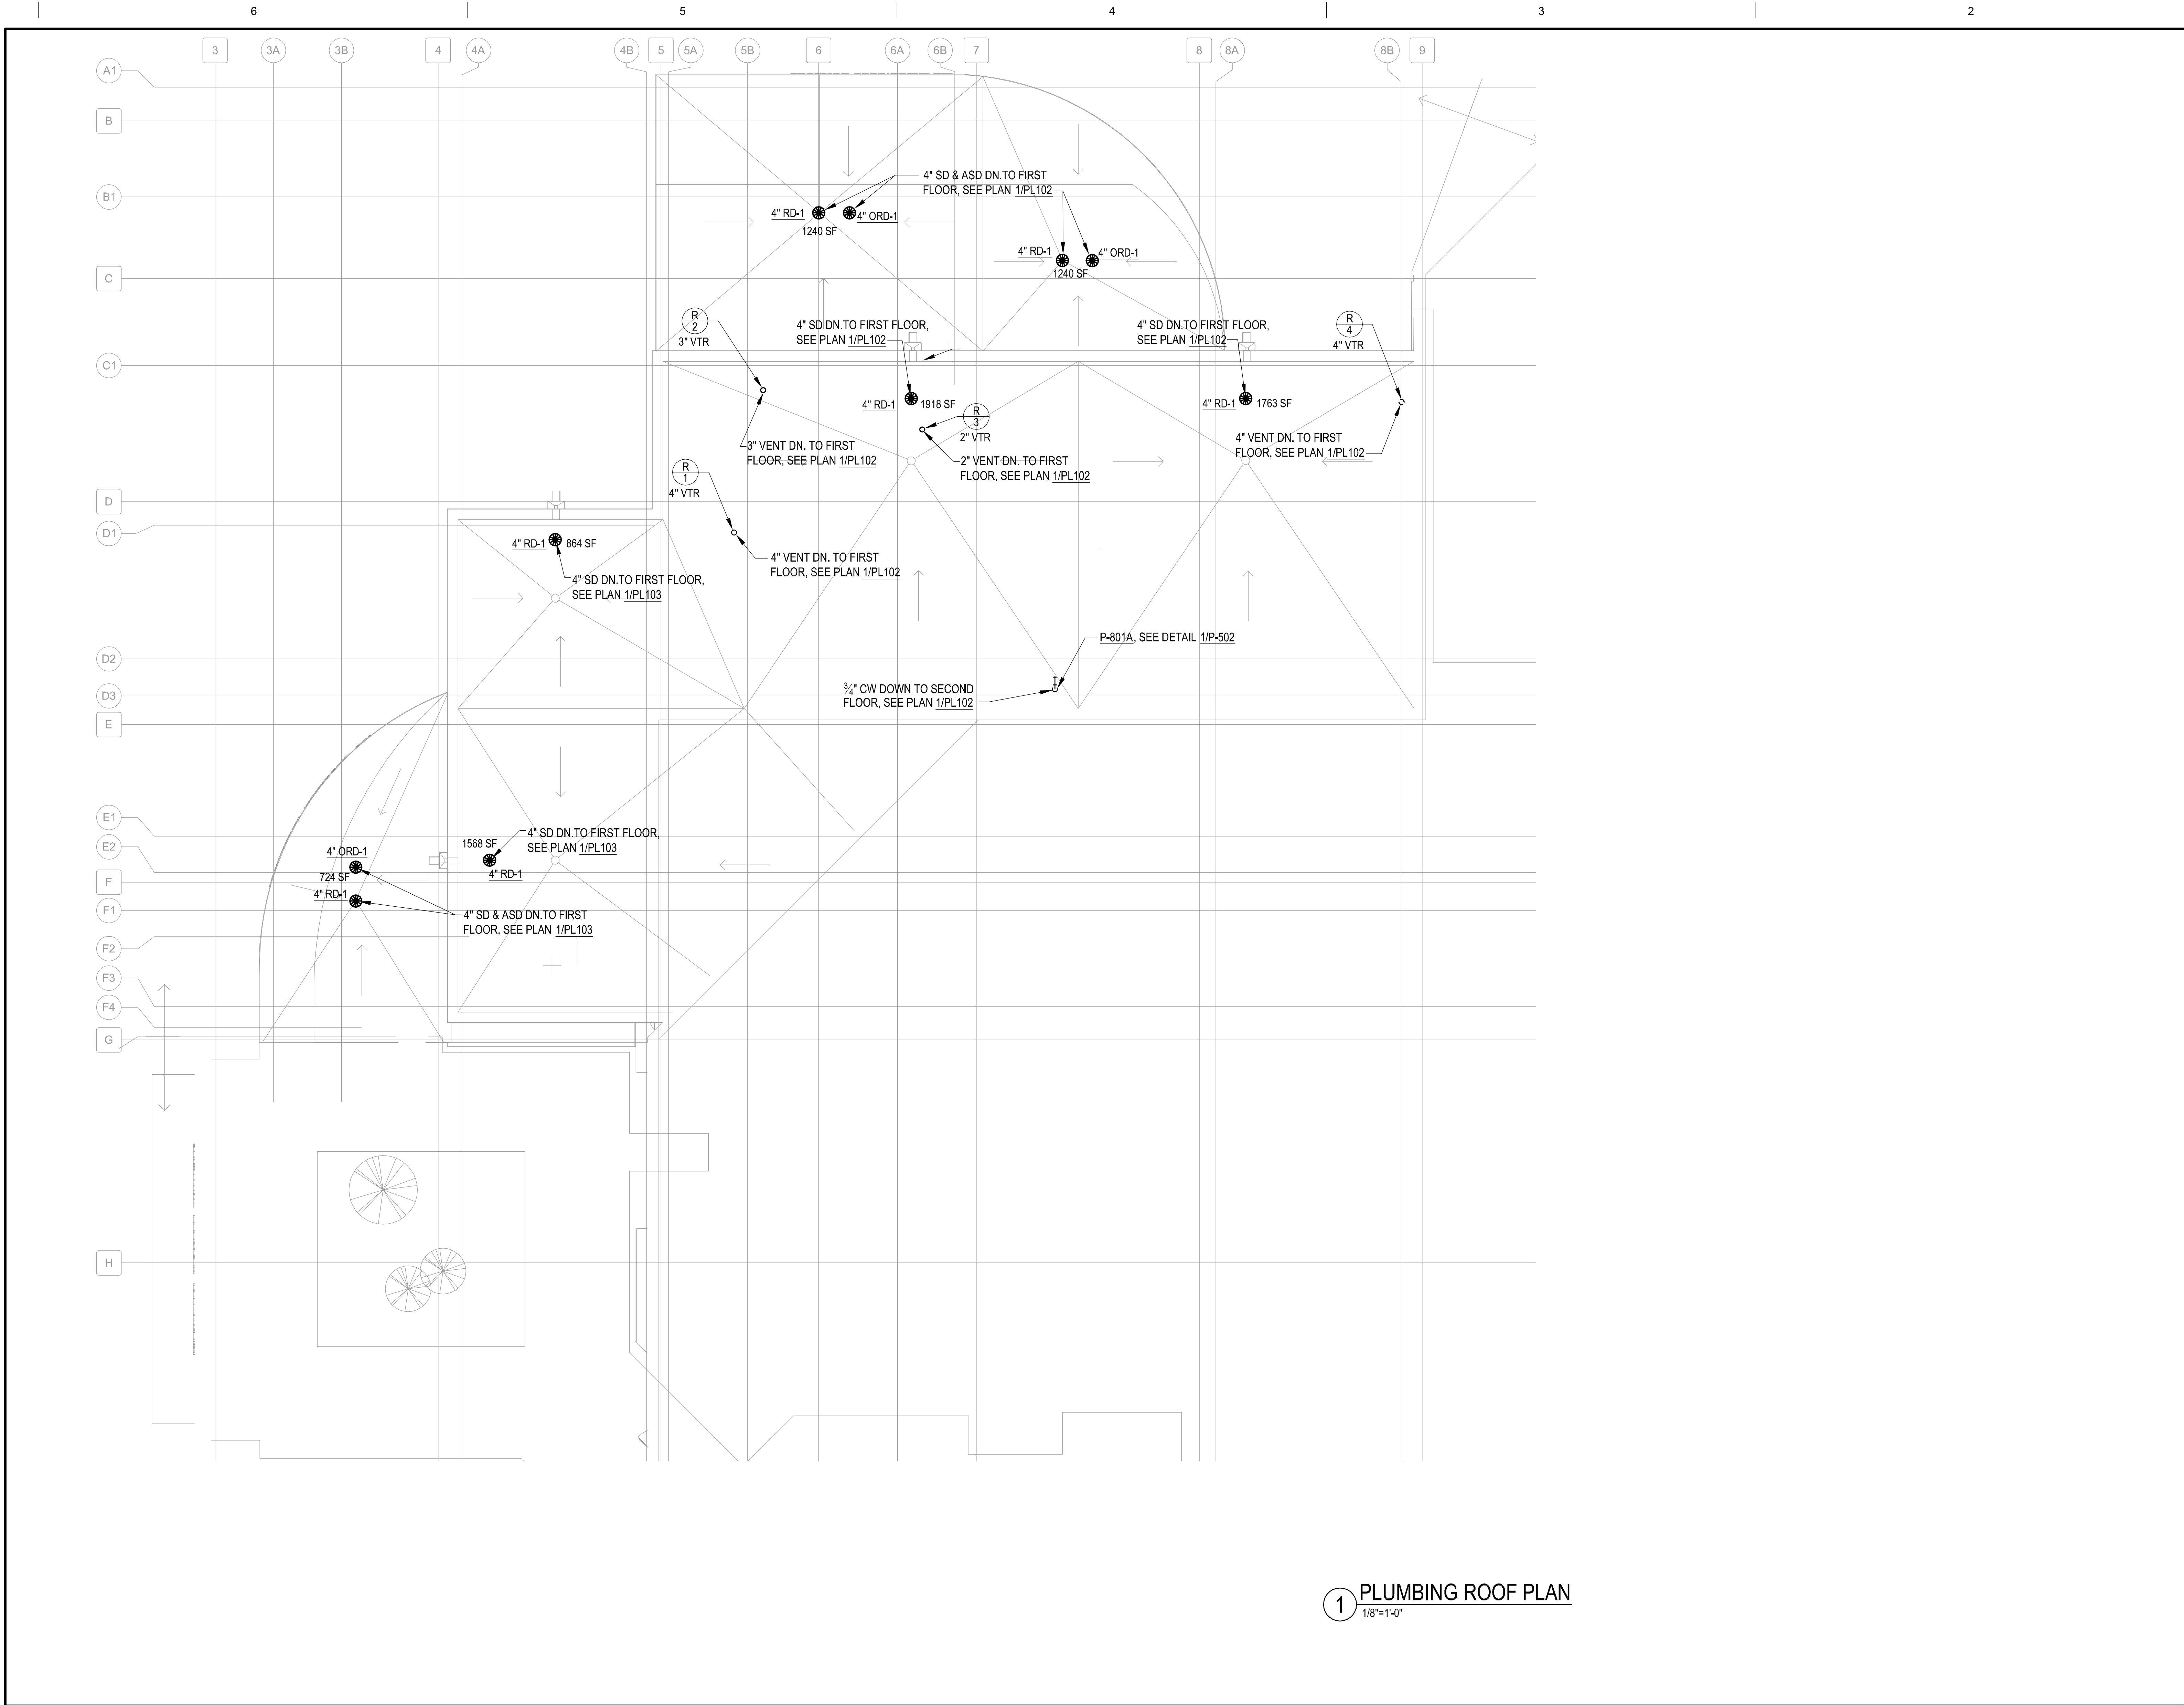 6 5 4 3 2
3 3A 3B 4 4A 4B 5 5A 5B 6 6A 6B 7 8 8A 8B 9
A1
B
B1
C
C1
D
D1
D2
D3
E
E1
E2
F
F1
F2
F3
F4
G
H
4" SD & ASD DN.TO FIRST
FLOOR, SEE PLAN 1/PL102
4" RD-1
4" ORD-1
1240 SF
4" RD-1
4" ORD-1
1240 SF
R
2
3" VTR
4" SD DN.TO FIRST FLOOR,
SEE PLAN 1/PL102
4" SD DN.TO FIRST FLOOR,
SEE PLAN 1/PL102
R
4
4" VTR
4" RD-1
1918 SF
4" RD-1
1763 SF
R
3
2" VTR
3" VENT DN. TO FIRST
FLOOR, SEE PLAN 1/PL102
2" VENT DN. TO FIRST
FLOOR, SEE PLAN 1/PL102
4" VENT DN. TO FIRST
FLOOR, SEE PLAN 1/PL102
R
1
4" VTR
4" RD-1
864 SF
4" VENT DN. TO FIRST
FLOOR, SEE PLAN 1/PL102
4" SD DN.TO FIRST FLOOR,
SEE PLAN 1/PL103
P-801A, SEE DETAIL 1/P-502
3/4" CW DOWN TO SECOND
FLOOR, SEE PLAN 1/PL102
4" SD DN.TO FIRST FLOOR,
SEE PLAN 1/PL103
1568 SF
4" RD-1
4" ORD-1
724 SF
4" RD-1
4" SD & ASD DN.TO FIRST
FLOOR, SEE PLAN 1/PL103
1
PLUMBING ROOF PLAN
1/8"=1'-0"